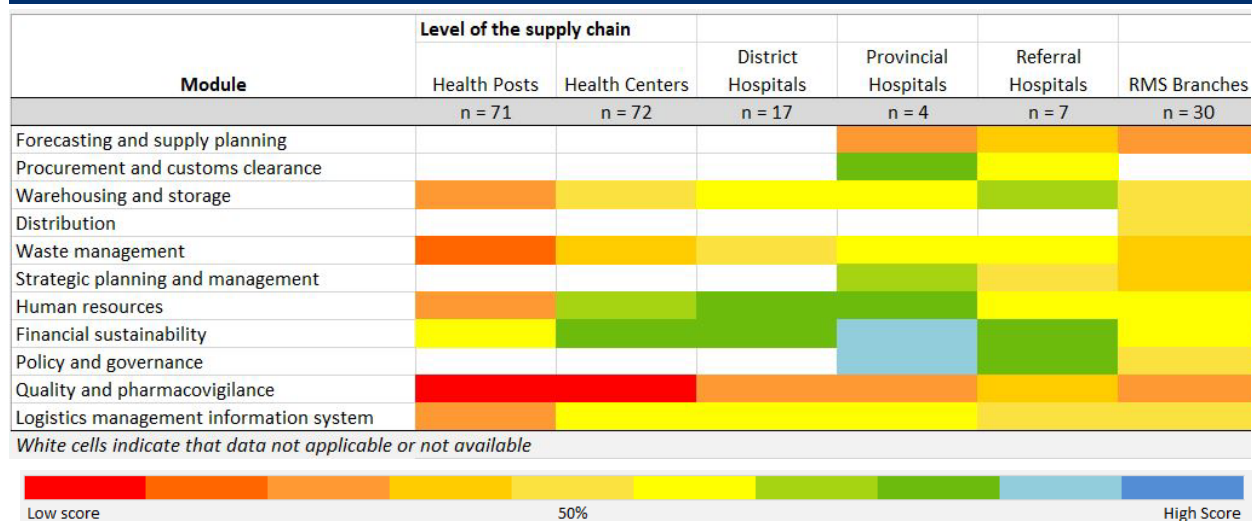 Level of the supply chain
Module Health Posts Health Centers District Hospitals Provincial Hospitals Referral Hospitals RMS Branches
n = 71 n = 72 n = 17 n = 4 n = 7 n = 30
Forecasting and supply planning
Procurement and customs clearance
Warehousing and storage
Distribution
Waste management
Strategic planning and management
Human resources
Financial sustainability
Policy and governance
Quality and pharmacovigilance
Logistics management information system
White cells indicate that data not applicable or not available
Low score 50% High Score